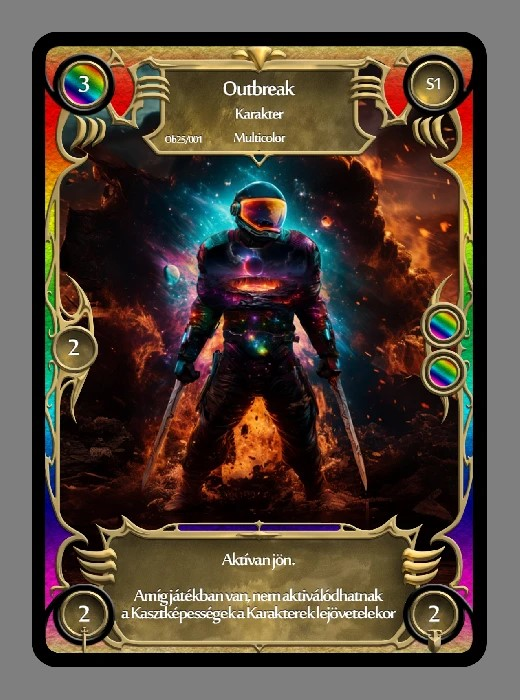 3
Outbreak
S1
Karakter
Ob25/001
Multicolor
2
Aktívan jön.
Amíg játékban van, nem aktiválódhatnak
a Kasztképességek a Karakterek lejövetelekor
2
2